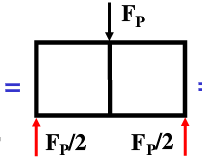 F_P
= =
F_P/2 F_P/2